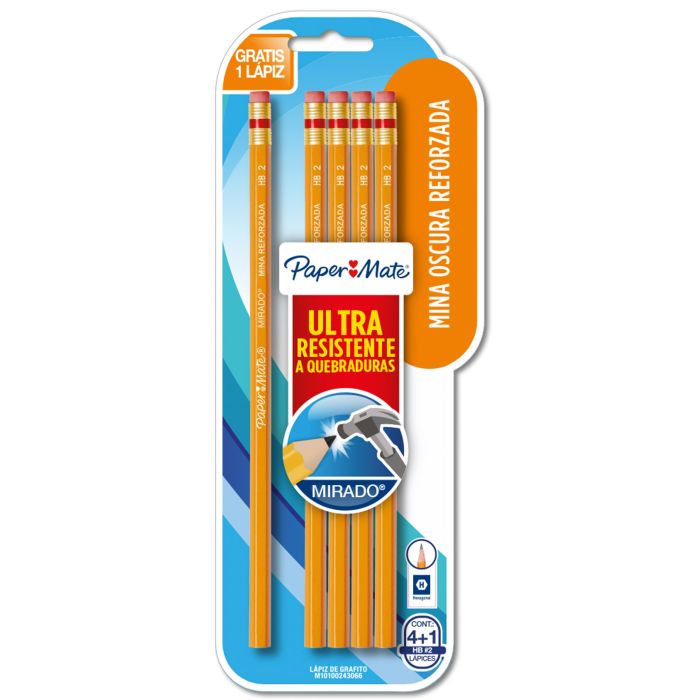 GRATIS
1 LÁPIZ
MINA OSCURA REFORZADA
Paper Mate® MIRADO® MINA REFORZADA HB 2
REFORZADA HB 2
REFORZADA HB 2
REFORZADA HB 2
REFORZADA HB 2
Paper Mate®
ULTRA
RESISTENTE
A QUEBRADURAS
MIRADO®
H
Hexagonal
CONT.:
4+1
HB #2
LÁPICES
LÁPIZ DE GRAFITO
M10100243066